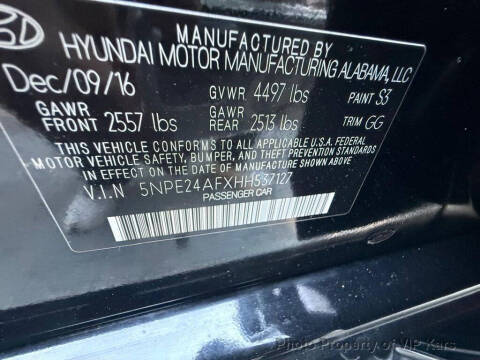 MANUFACTURED BY
HYUNDAI MOTOR MANUFACTURING ALABAMA, LLC
Dec/09/16 GVWR 4497 lbs PAINT S3
GAWR FRONT 2557 lbs GAWR REAR 2513 lbs TRIM GG
THIS VEHICLE CONFORMS TO ALL APPLICABLE U.S.A. FEDERAL
MOTOR VEHICLE SAFETY, BUMPER, AND THEFT PREVENTION STANDARDS
IN EFFECT ON THE DATE OF MANUFACTURE SHOWN ABOVE.
V.I.N 5NPE24AFXHH537127
PASSENGER CAR
Photo Property of VIP Kars